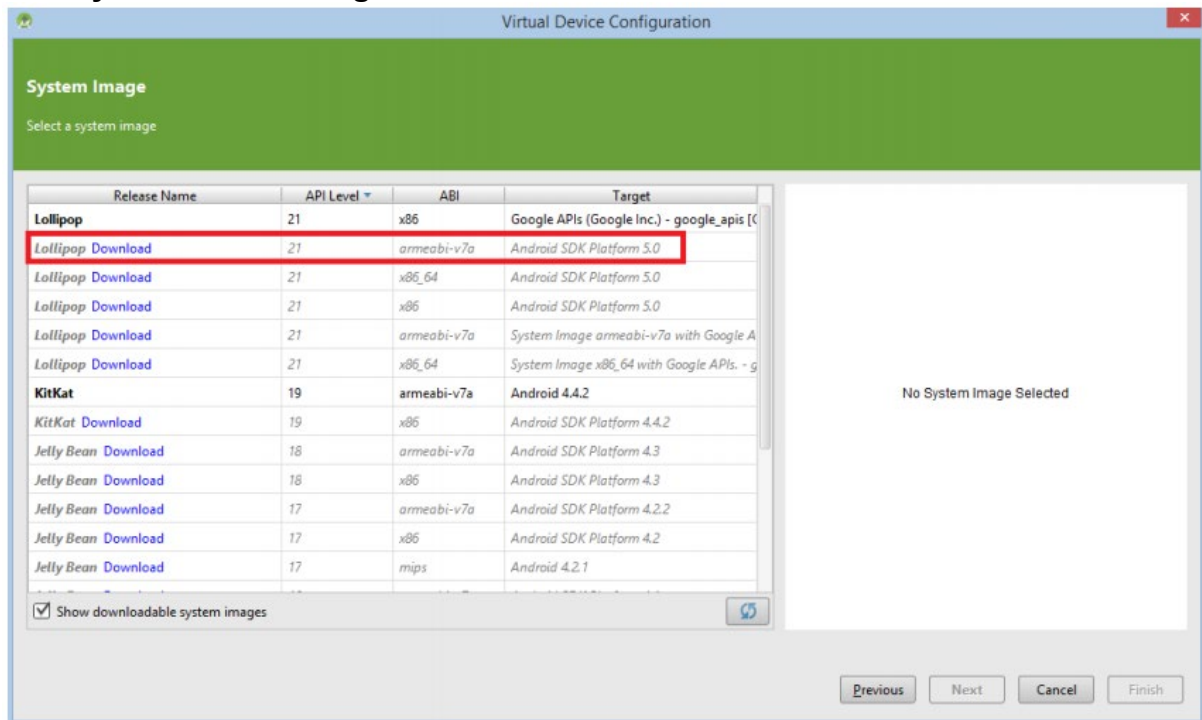 Virtual Device Configuration
System Image
Select a system image
Release Name API Level ABI Target
Lollipop 21 x86 Google APIs (Google Inc.) - google_apis [
Lollipop Download 21 armeabi-v7a Android SDK Platform 5.0
Lollipop Download 21 x86_64 Android SDK Platform 5.0
Lollipop Download 21 x86 Android SDK Platform 5.0
Lollipop Download 21 armeabi-v7a System Image armeabi-v7a with Google A
Lollipop Download 21 x86_64 System Image x86_64 with Google APIs. - g
KitKat 19 armeabi-v7a Android 4.4.2
No System Image Selected
KitKat Download 19 x86 Android SDK Platform 4.4.2
Jelly Bean Download 18 armeabi-v7a Android SDK Platform 4.3
Jelly Bean Download 18 x86 Android SDK Platform 4.3
Jelly Bean Download 17 armeabi-v7a Android SDK Platform 4.2.2
Jelly Bean Download 17 x86 Android SDK Platform 4.2
Jelly Bean Download 17 mips Android 4.2.1
Show downloadable system images
Previous Next Cancel Finish